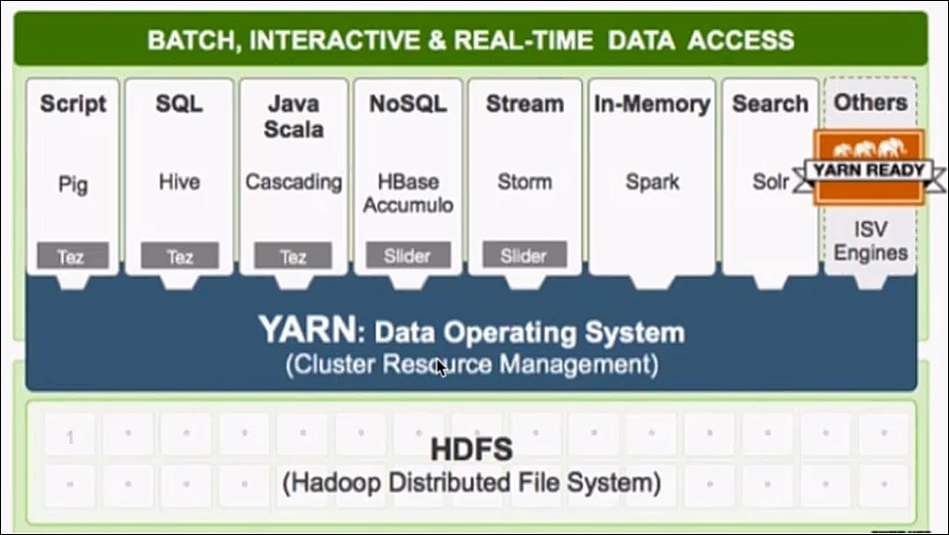 BATCH, INTERACTIVE & REAL-TIME DATA ACCESS
Script
Pig
Tez
SQL
Hive
Tez
Java
Scala
Cascading
Tez
NoSQL
HBase
Accumulo
Slider
Stream
Storm
Slider
In-Memory
Spark
Search
Solr
Others
YARN READY
ISV
Engines
YARN: Data Operating System
(Cluster Resource Management)
1
HDFS
(Hadoop Distributed File System)